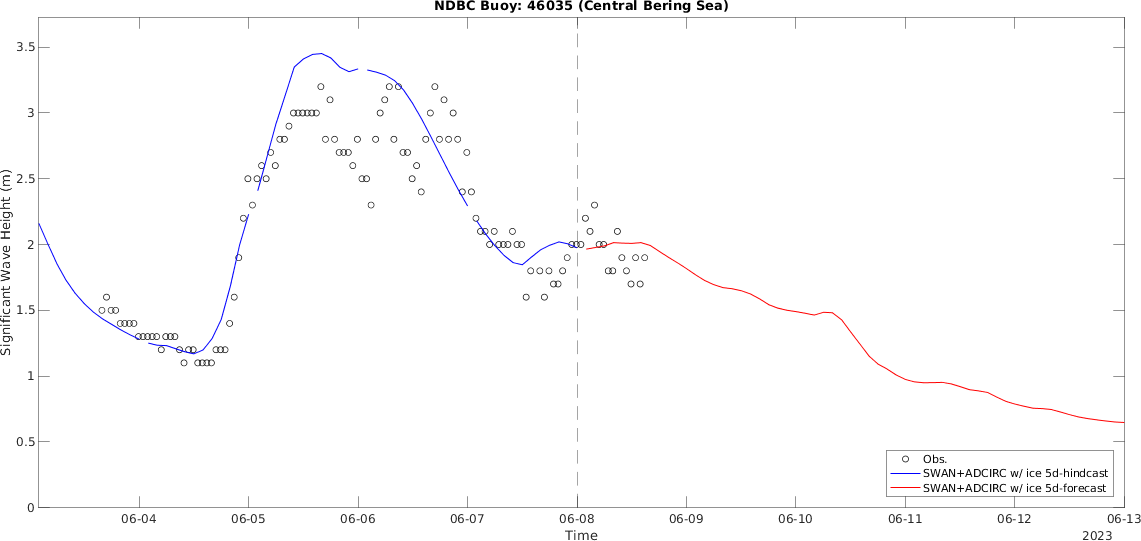 NDBC Buoy: 46035 (Central Bering Sea)
Significant Wave Height (m)
3.5
3
2.5
2
1.5
1
0.5
0
Obs.
SWAN+ADCIRC w/ ice 5d-hindcast
SWAN+ADCIRC w/ ice 5d-forecast
06-04 06-05 06-06 06-07 06-08 06-09 06-10 06-11 06-12 06-13
Time
2023